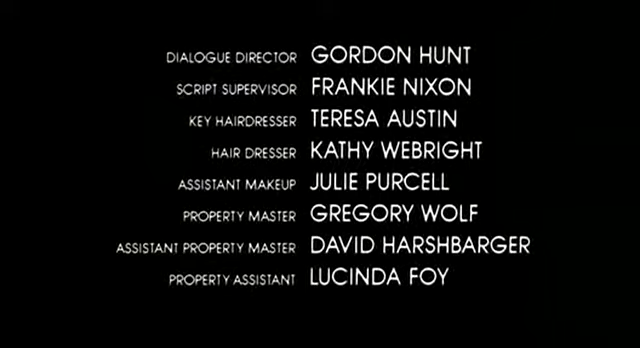 DIALOGUE DIRECTOR GORDON HUNT
SCRIPT SUPERVISOR FRANKIE NIXON
KEY HAIRDRESSER TERESA AUSTIN
HAIR DRESSER KATHY WEBRIGHT
ASSISTANT MAKEUP JULIE PURCELL
PROPERTY MASTER GREGORY WOLF
ASSISTANT PROPERTY MASTER DAVID HARSHBARGER
PROPERTY ASSISTANT LUCINDA FOY